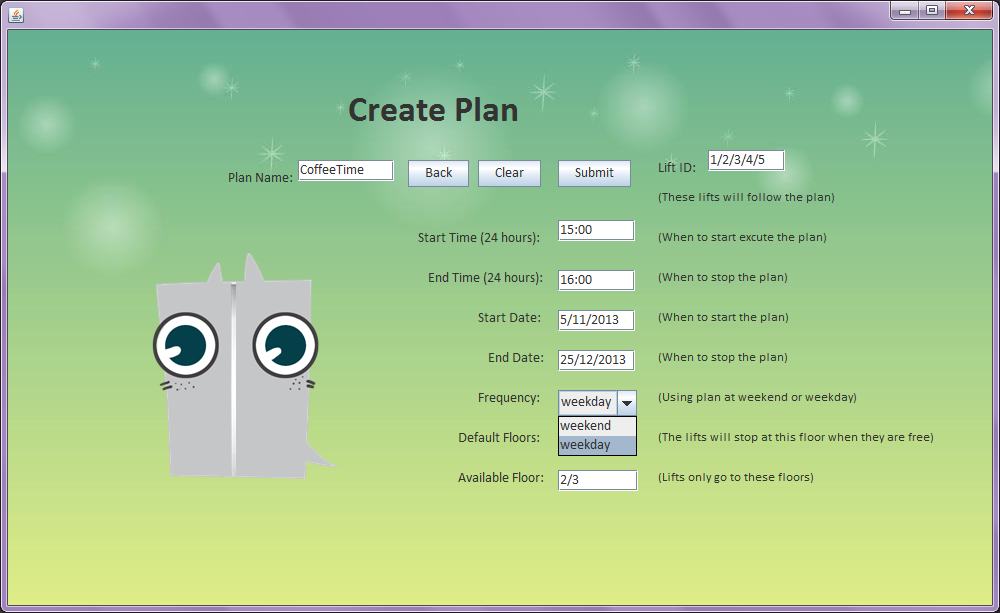 Create Plan
Plan Name: CoffeeTime Back Clear Submit Lift ID: 1/2/3/4/5
(These lifts will follow the plan)
Start Time (24 hours): 15:00 (When to start excute the plan)
End Time (24 hours): 16:00 (When to stop the plan)
Start Date: 5/11/2013 (When to start the plan)
End Date: 25/12/2013 (When to stop the plan)
Frequency: weekday (Using plan at weekend or weekday)
weekend
Default Floors: weekday (The lifts will stop at this floor when they are free)
Available Floor: 2/3 (Lifts only go to these floors)